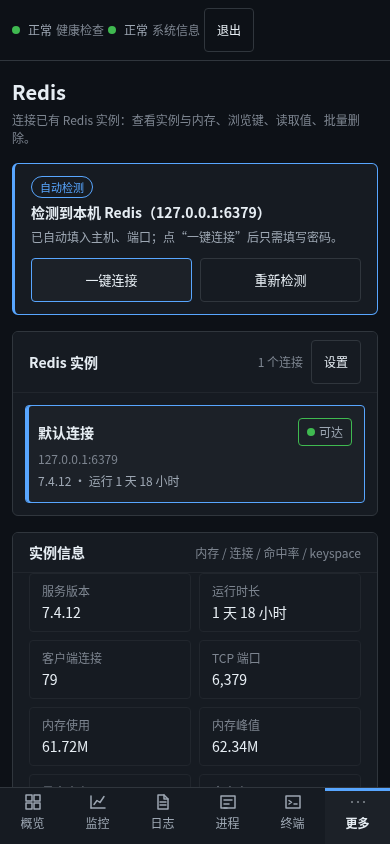 正常 健康检查 正常 系统信息 退出
Redis
连接已有 Redis 实例：查看实例与内存、浏览键、读取值、批量删
除。
自动检测
检测到本机 Redis（127.0.0.1:6379）
已自动填入主机、端口；点“一键连接”后只需填写密码。
一键连接 重新检测
Redis 实例 1 个连接 设置
默认连接 可达
127.0.0.1:6379
7.4.12 · 运行 1 天 18 小时
实例信息 内存 / 连接 / 命中率 / keyspace
服务版本 运行时长
7.4.12 1 天 18 小时
客户端连接 TCP 端口
79 6,379
内存使用 内存峰值
61.72M 62.34M
概览 监控 日志 进程 终端 更多